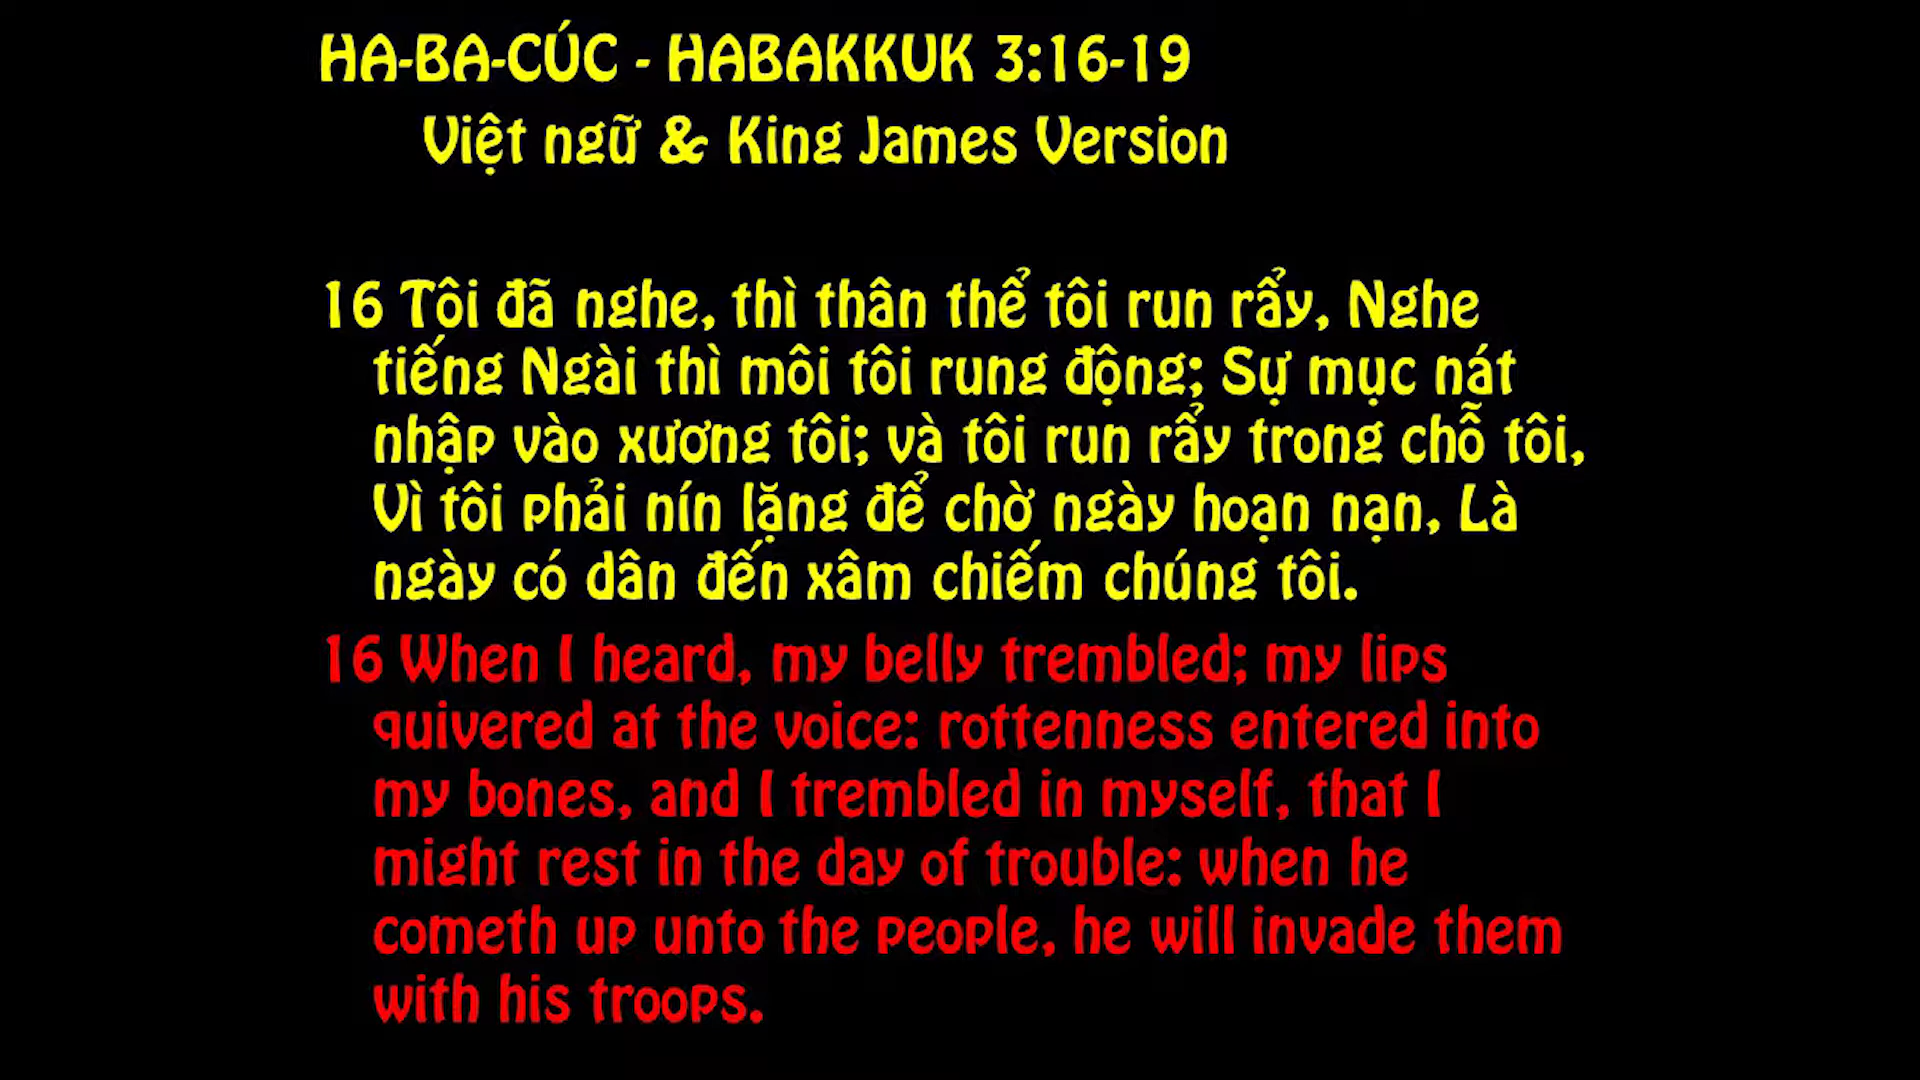 HA-BA-CÚC - HABAKKUK 3:16-19
Việt ngữ & King James Version
16 Tôi đã nghe, thì thân thể tôi run rẩy, Nghe
tiếng Ngài thì môi tôi rung động; Sự mục nát
nhập vào xương tôi; và tôi run rẩy trong chỗ tôi,
Vì tôi phải nín lặng để chờ ngày hoạn nạn, Là
ngày có dân đến xâm chiếm chúng tôi.
16 When I heard, my belly trembled; my lips
quivered at the voice: rottenness entered into
my bones, and I trembled in myself, that I
might rest in the day of trouble: when he
cometh up unto the people, he will invade them
with his troops.